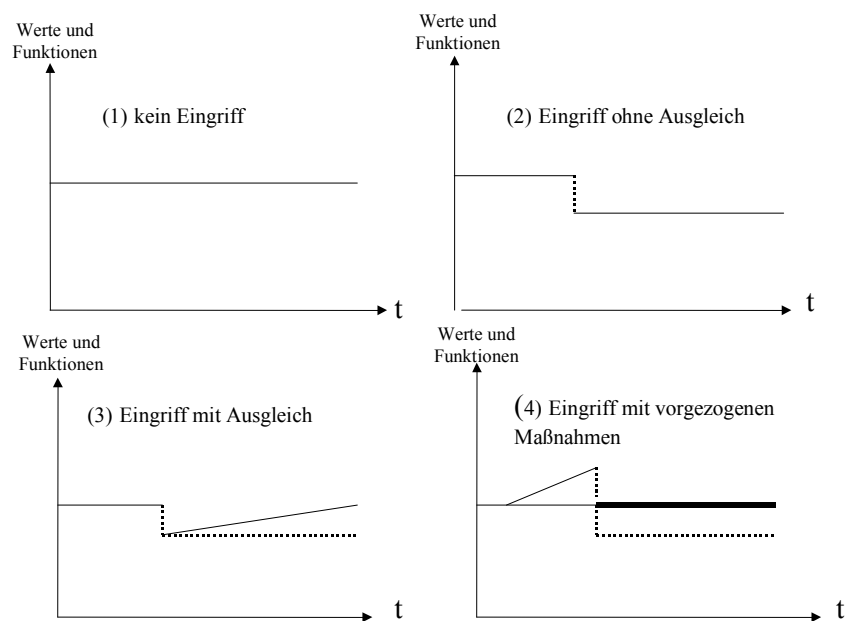 Werte und
Funktionen
(1) kein Eingriff
t
Werte und
Funktionen
(2) Eingriff ohne Ausgleich
t
Werte und
Funktionen
(3) Eingriff mit Ausgleich
t
Werte und
Funktionen
(4) Eingriff mit vorgezogenen
Maßnahmen
t